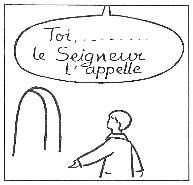 Toi, .........
le Seigneur
t'appelle